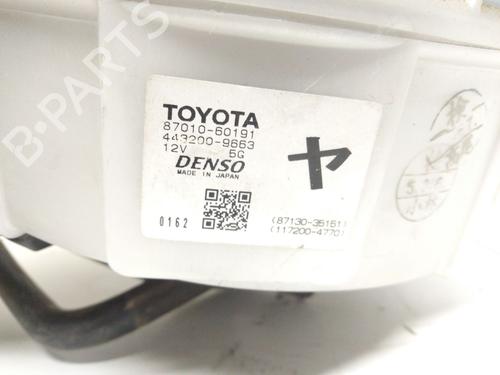 TOYOTA
87010-60191
443200-9663
12V 5G
DENSO
MADE IN JAPAN
ヤ
0162
(87130-35151)
(117200-4770)
B-PARTS